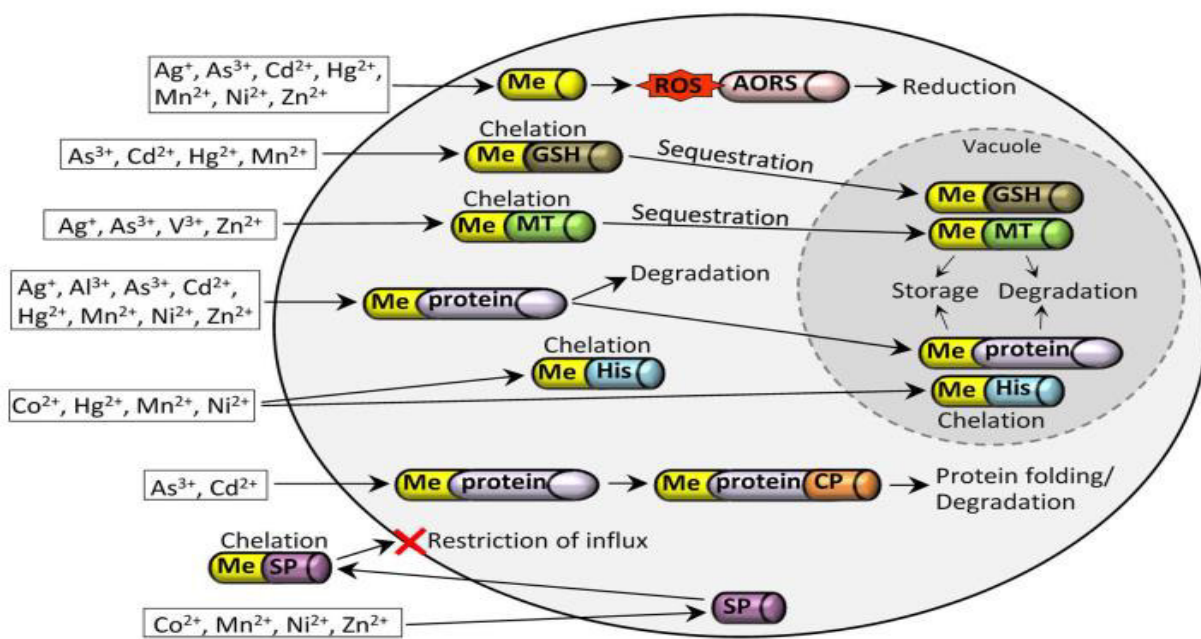 Ag⁺, As³⁺, Cd²⁺, Hg²⁺,
Mn²⁺, Ni²⁺, Zn²⁺
Me
ROS
AORS
Reduction
As³⁺, Cd²⁺, Hg²⁺, Mn²⁺
Chelation
Me GSH
Sequestration
Vacuole
Me GSH
Ag⁺, As³⁺, V³⁺, Zn²⁺
Chelation
Me MT
Sequestration
Me MT
Ag⁺, Al³⁺, As³⁺, Cd²⁺,
Hg²⁺, Mn²⁺, Ni²⁺, Zn²⁺
Me protein
Degradation
Storage
Degradation
Me protein
Co²⁺, Hg²⁺, Mn²⁺, Ni²⁺
Chelation
Me His
Me His
Chelation
As³⁺, Cd²⁺
Me protein
Me protein CP
Protein folding/
Degradation
Chelation
Me SP
Restriction of influx
SP
Co²⁺, Mn²⁺, Ni²⁺, Zn²⁺